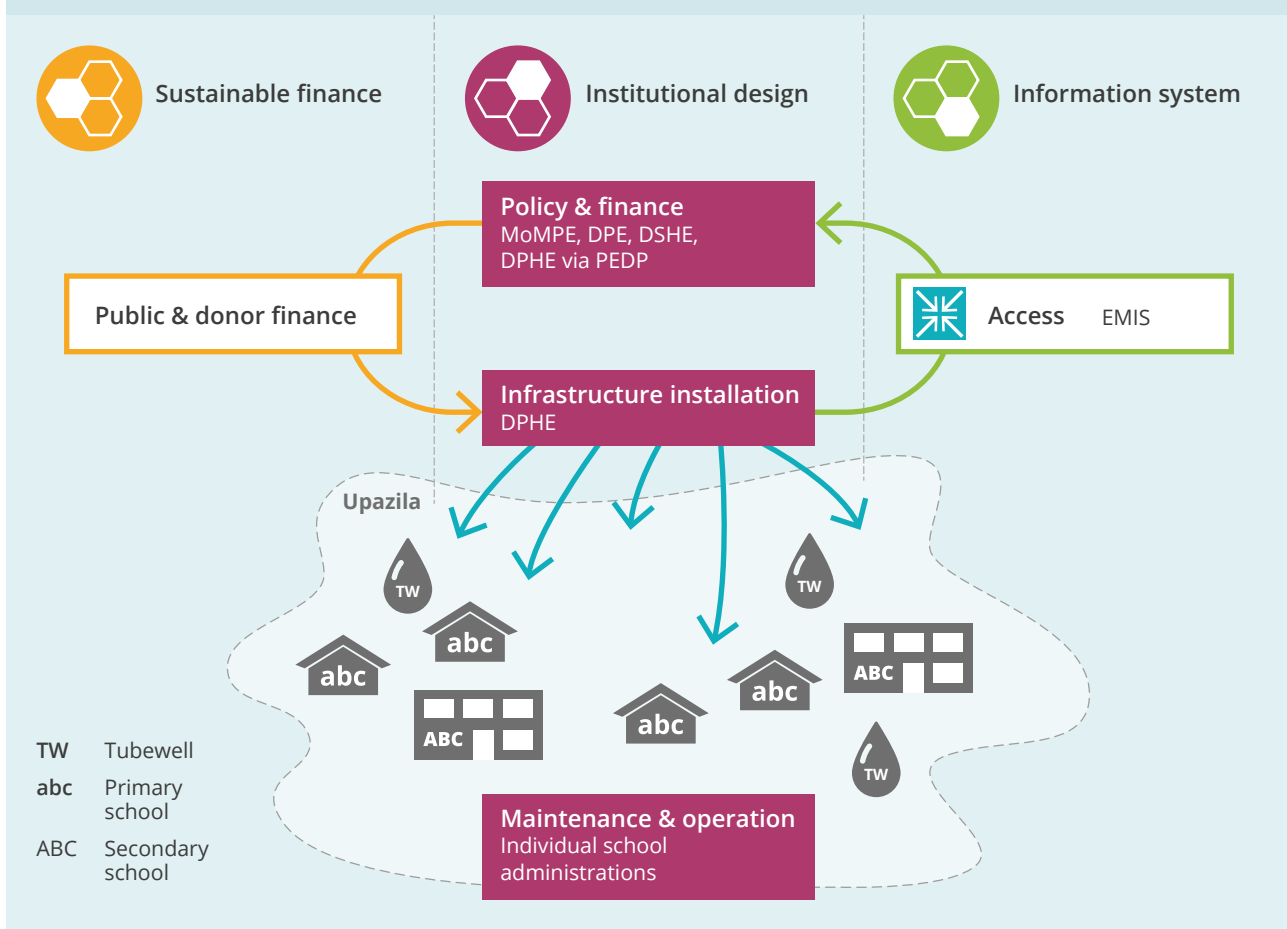 Sustainable finance
Institutional design
Information system
Policy & finance
MoMPE, DPE, DSHE,
DPHE via PEDP
Public & donor finance
Access EMIS
Infrastructure installation
DPHE
Upazila
TW
TW
abc
abc
ABC
abc
abc
ABC
TW
TW Tubewell
abc Primary
school
ABC Secondary
school
Maintenance & operation
Individual school
administrations